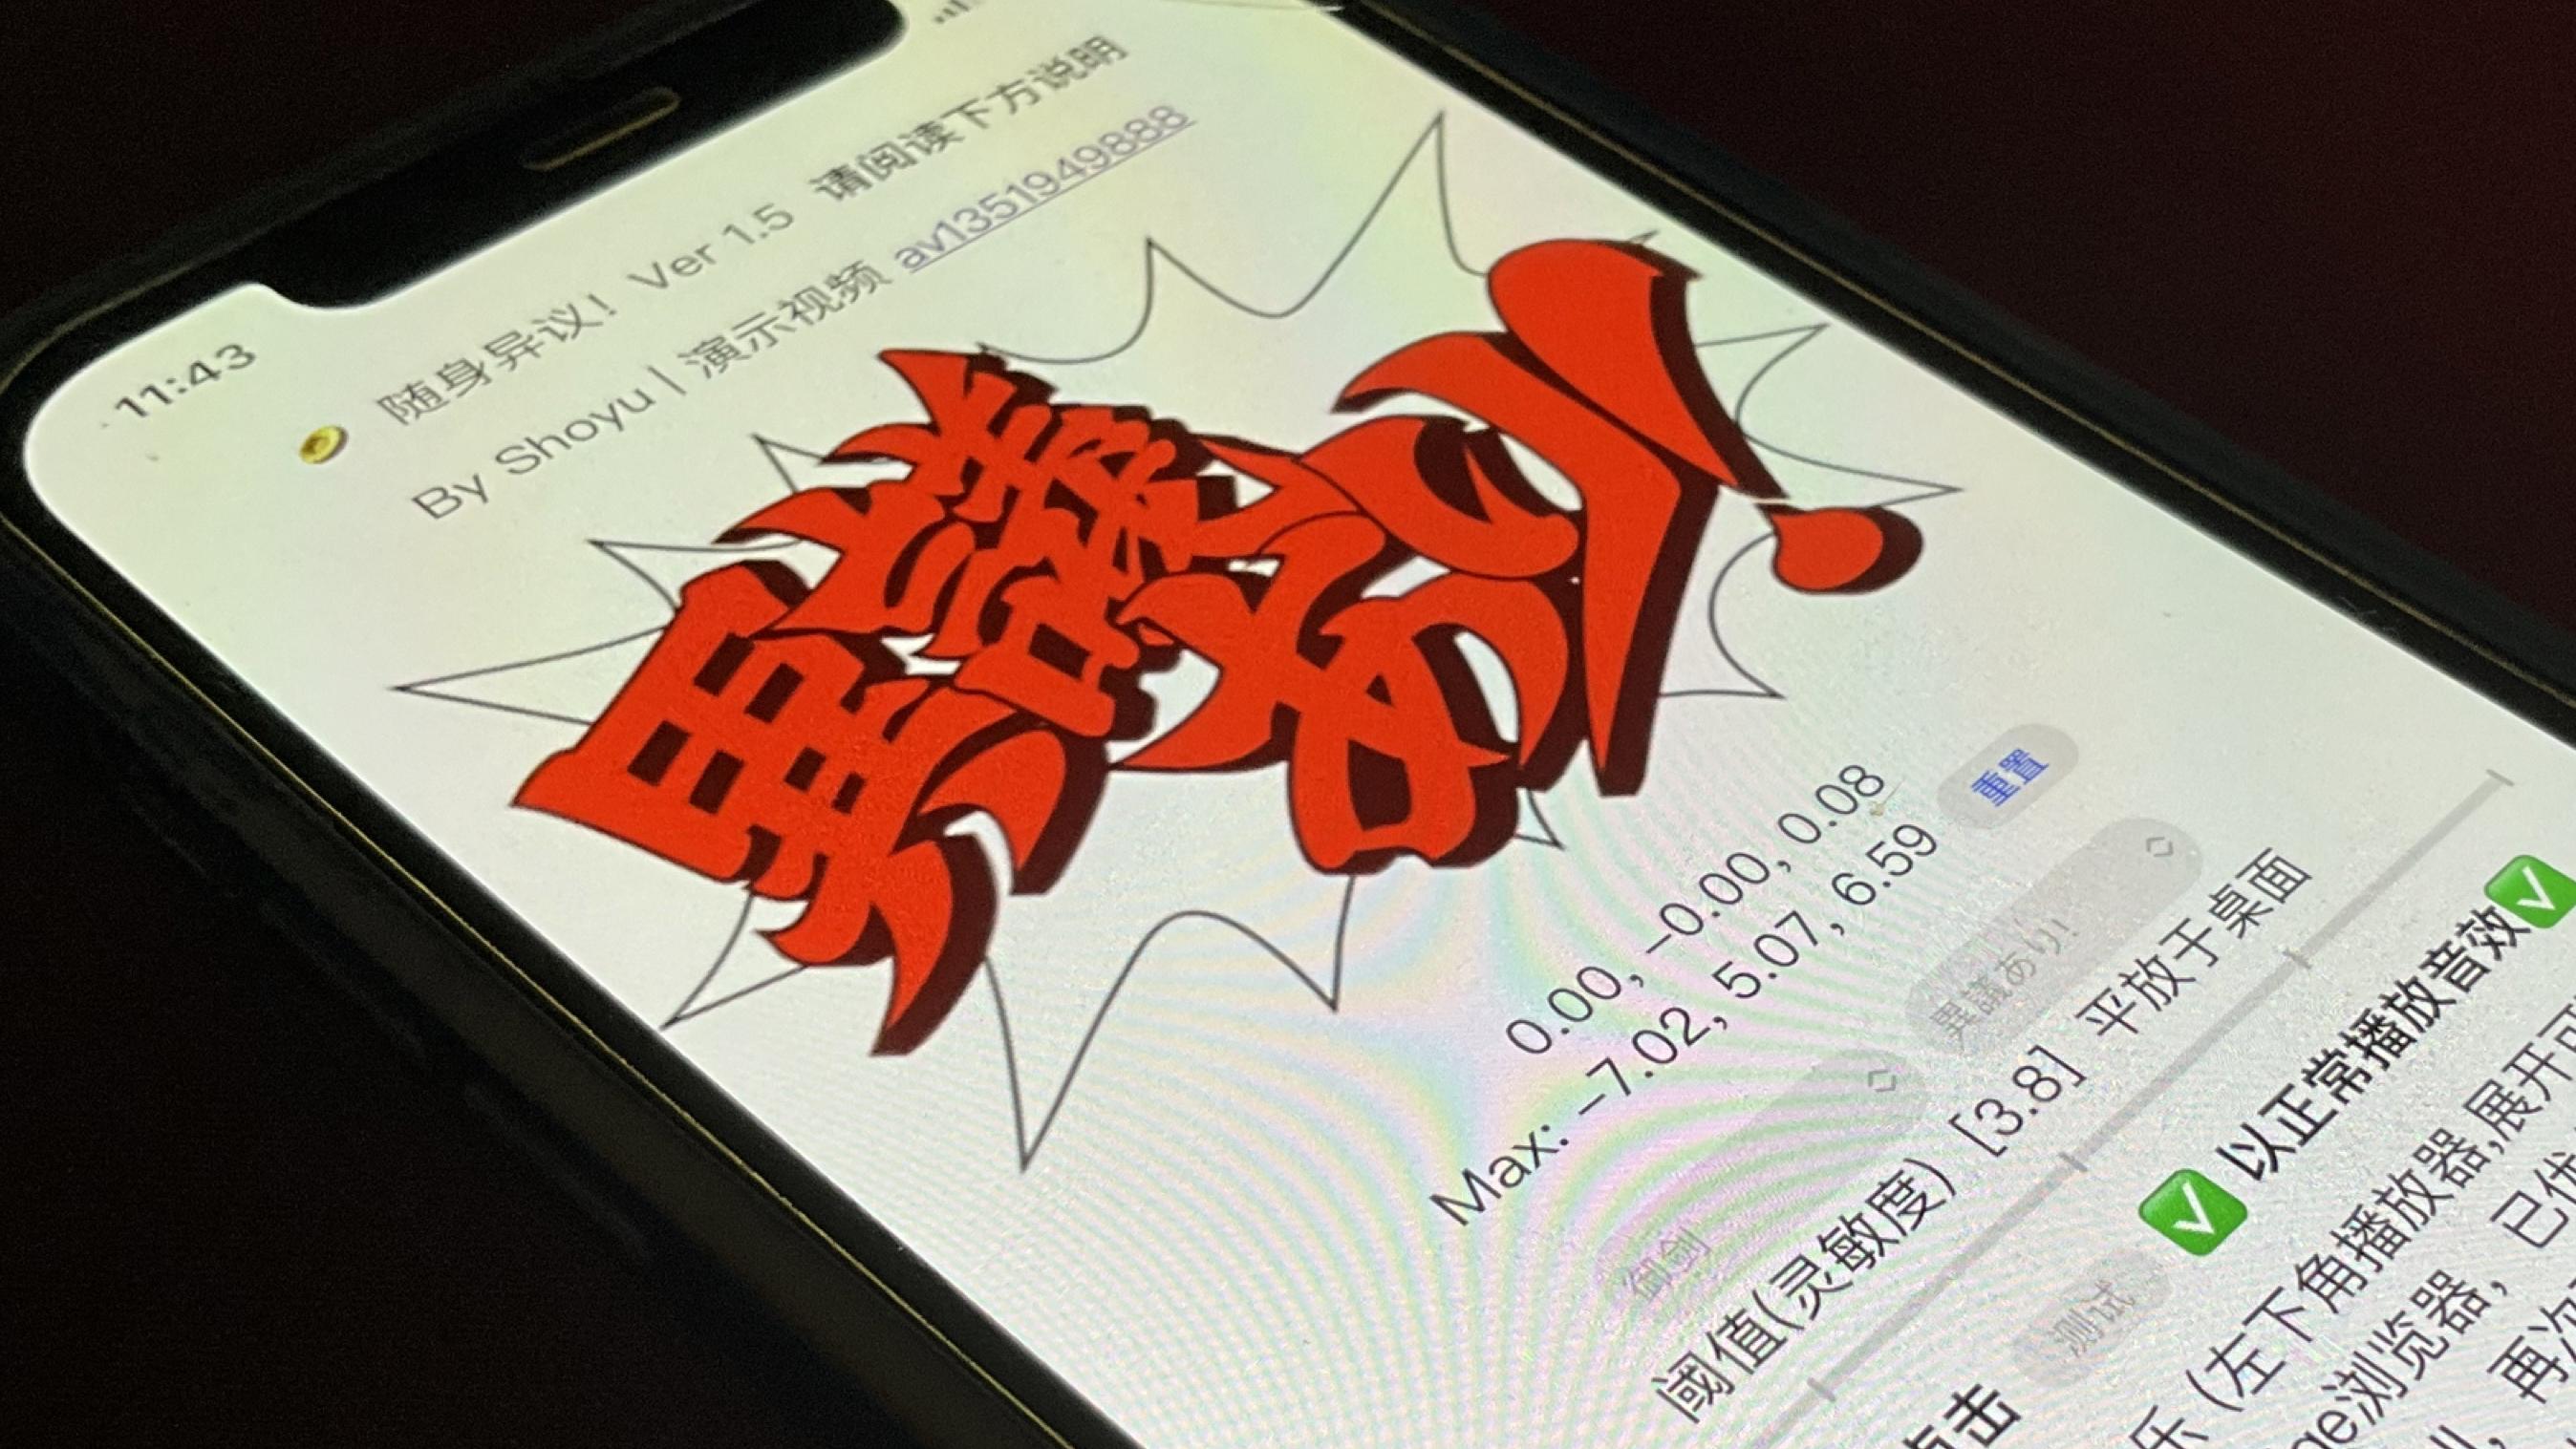 11:43
随身异议！ Ver 1.5 请阅读下方说明
By Shoyu | 演示视频 av1351949888
異議あり!
0.00, -0.00, 0.08
Max: -7.02, 5.07, 6.59 重置
御剑 異議あり!
阈值(灵敏度) [3.8] 平放于桌面
点击 测试 ✅ 以正常播放音效✅
乐 (左下角播放器,展开可
ge浏览器， 已优
再次